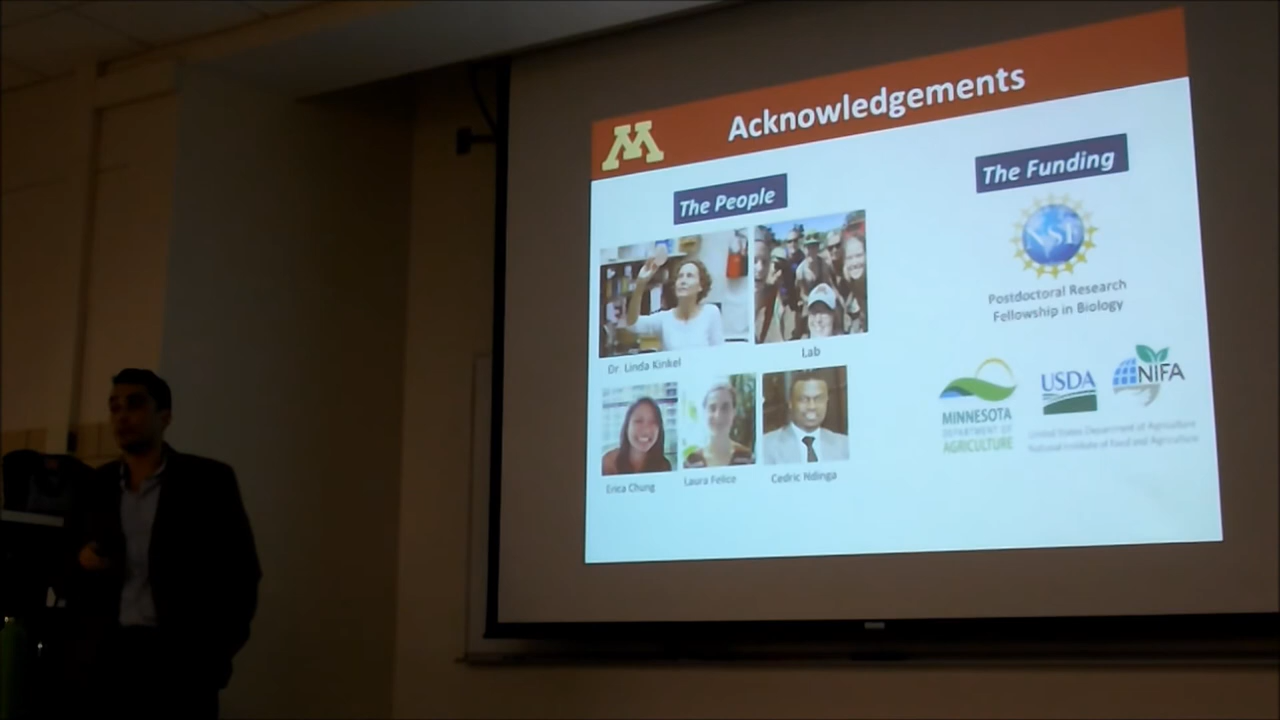 M
Acknowledgements
The People
The Funding
NSF
Postdoctoral Research
Fellowship in Biology
Dr. Linda Kinkel
Lab
Erica Chung
Laura Felice
Cedric Ndinga
MINNESOTA
DEPARTMENT OF
AGRICULTURE
USDA
NIFA
United States Department of Agriculture
National Institute of Food and Agriculture